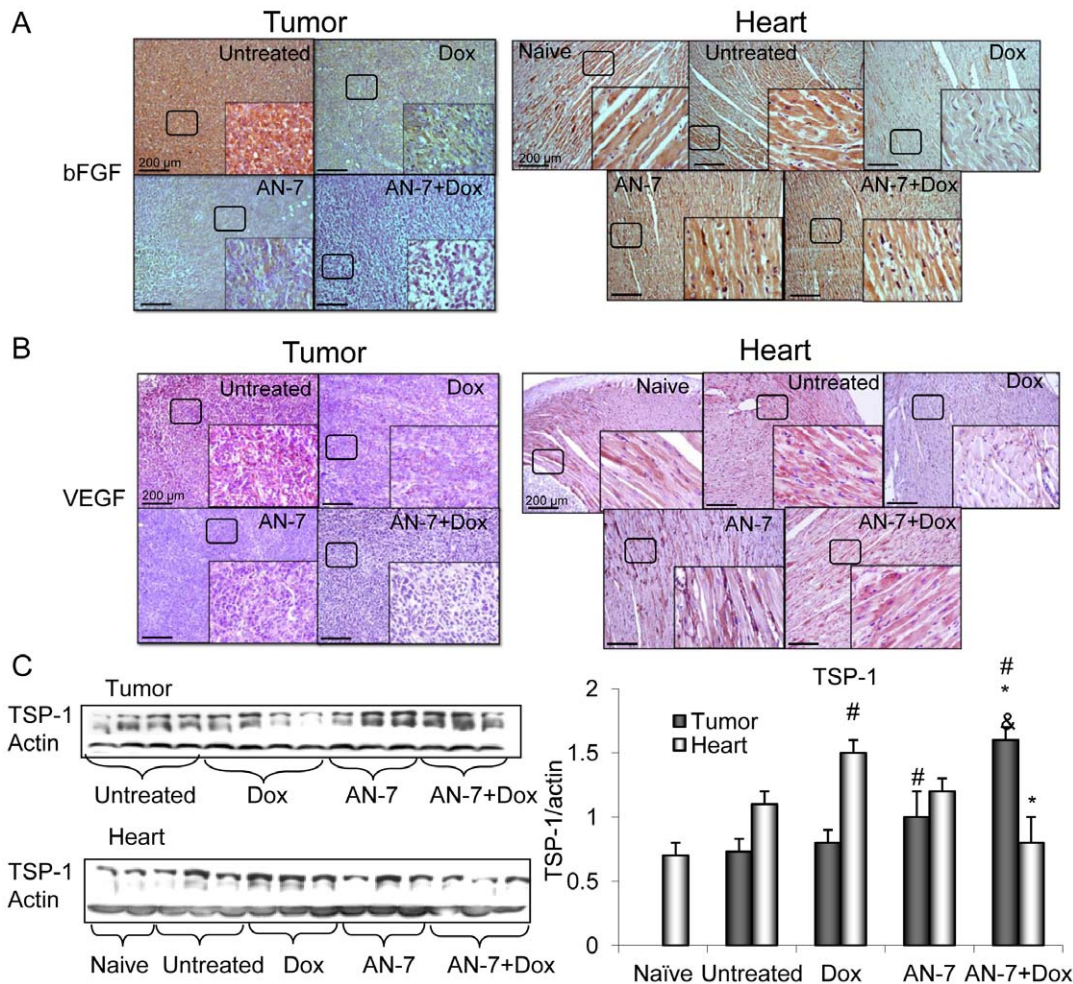 A
Tumor
Heart
Untreated
Dox
Naive
Untreated
Dox
200 µm
200 µm
bFGF
AN-7
AN-7+Dox
AN-7
AN-7+Dox
B
Tumor
Heart
Untreated
Dox
Naive
Untreated
Dox
200 µm
200 µm
VEGF
AN-7
AN-7+Dox
AN-7
AN-7+Dox
C
Tumor
TSP-1
Actin
Untreated
Dox
AN-7
AN-7+Dox
Heart
TSP-1
Actin
Naive
Untreated
Dox
AN-7
AN-7+Dox
TSP-1
Tumor
Heart
TSP-1/actin
2
1.5
1
0.5
0
#
#
#
*
&
*
Naïve
Untreated
Dox
AN-7
AN-7+Dox